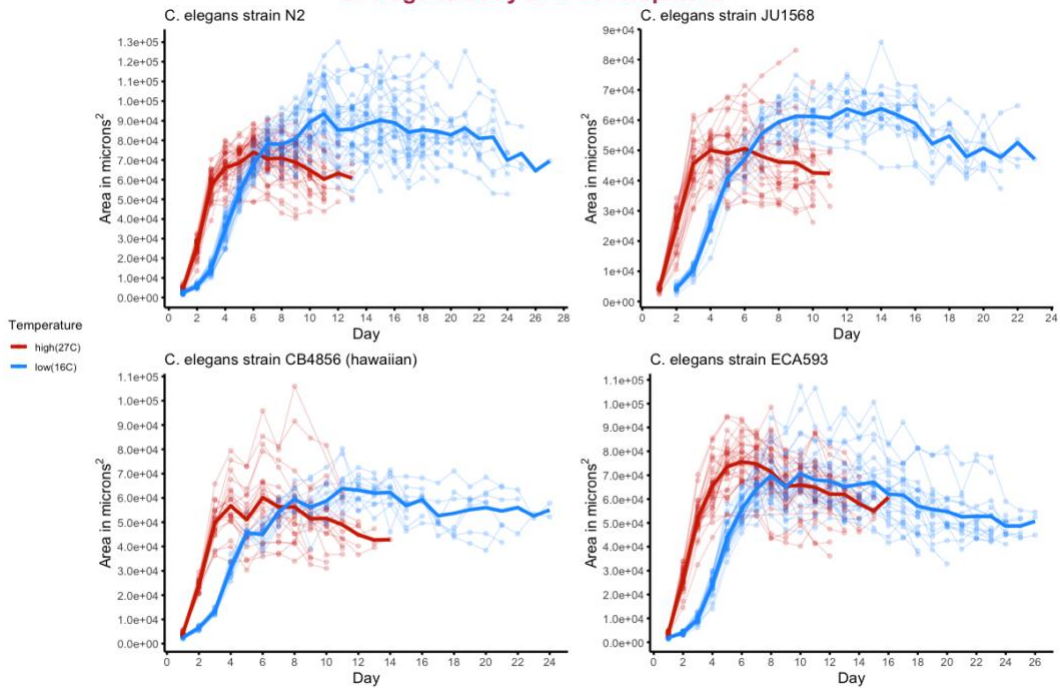 C. elegans strain N2
C. elegans strain JU1568
1.3e+05
1.2e+05
1.1e+05
1.0e+05
9.0e+04
8.0e+04
7.0e+04
6.0e+04
5.0e+04
4.0e+04
3.0e+04
2.0e+04
1.0e+04
0.0e+00
Area in microns²
0 2 4 6 8 10 12 14 16 18 20 22 24 26 28
Day
9e+04
8e+04
7e+04
6e+04
5e+04
4e+04
3e+04
2e+04
1e+04
0e+00
Area in microns²
0 2 4 6 8 10 12 14 16 18 20 22 24
Day
Temperature
high(27C)
low(16C)
C. elegans strain CB4856 (hawaiian)
C. elegans strain ECA593
1.1e+05
1.0e+05
9.0e+04
8.0e+04
7.0e+04
6.0e+04
5.0e+04
4.0e+04
3.0e+04
2.0e+04
1.0e+04
0.0e+00
Area in microns²
0 2 4 6 8 10 12 14 16 18 20 22 24
Day
1.1e+05
1.0e+05
9.0e+04
8.0e+04
7.0e+04
6.0e+04
5.0e+04
4.0e+04
3.0e+04
2.0e+04
1.0e+04
0.0e+00
Area in microns²
0 2 4 6 8 10 12 14 16 18 20 22 24 26
Day